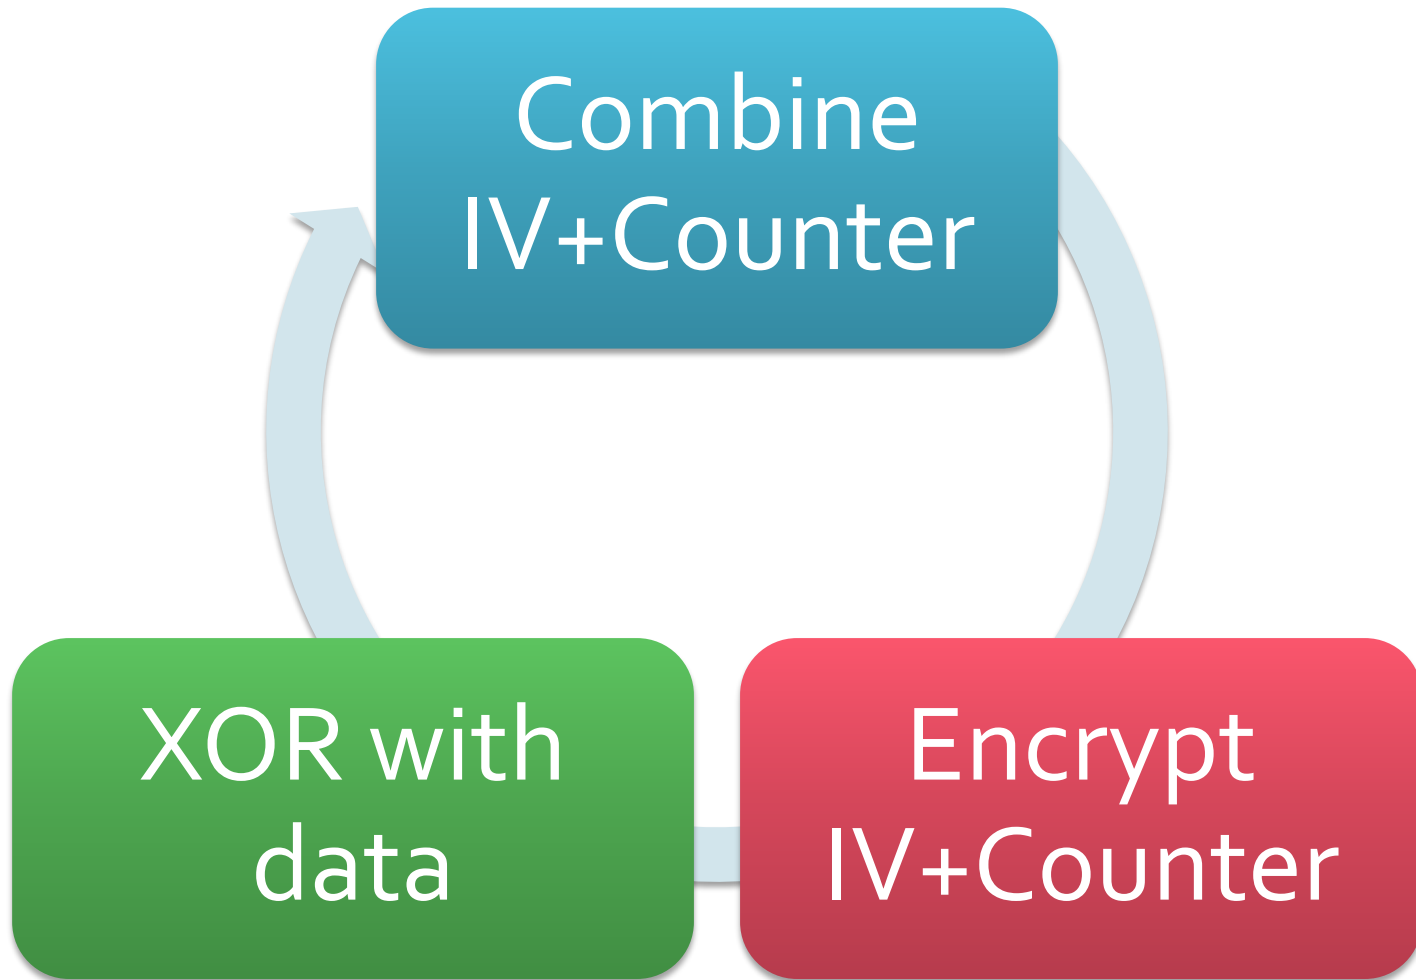 Combine
IV+Counter
XOR with
data
Encrypt
IV+Counter